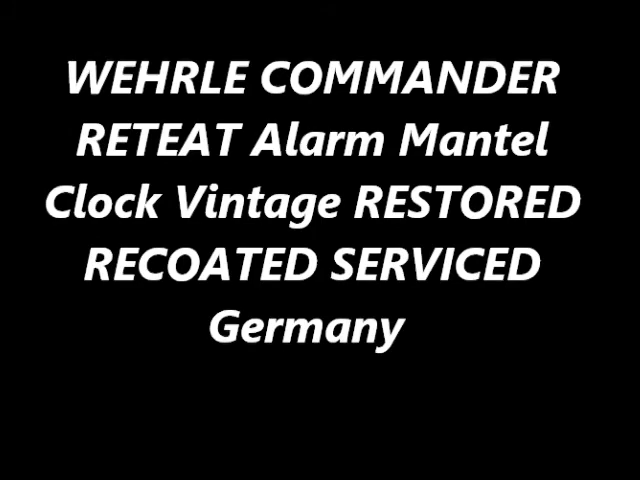 WEHRLE COMMANDER
RETEAT Alarm Mantel
Clock Vintage RESTORED
RECOATED SERVICED
Germany